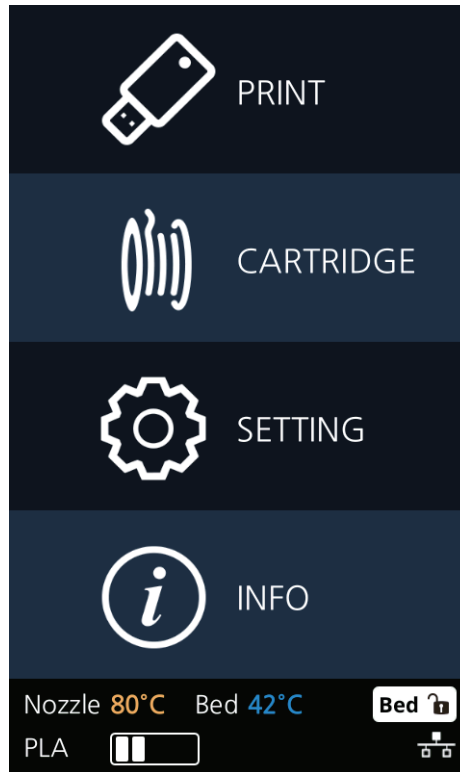 PRINT
CARTRIDGE
SETTING
INFO
Nozzle 80°C Bed 42°C Bed
PLA